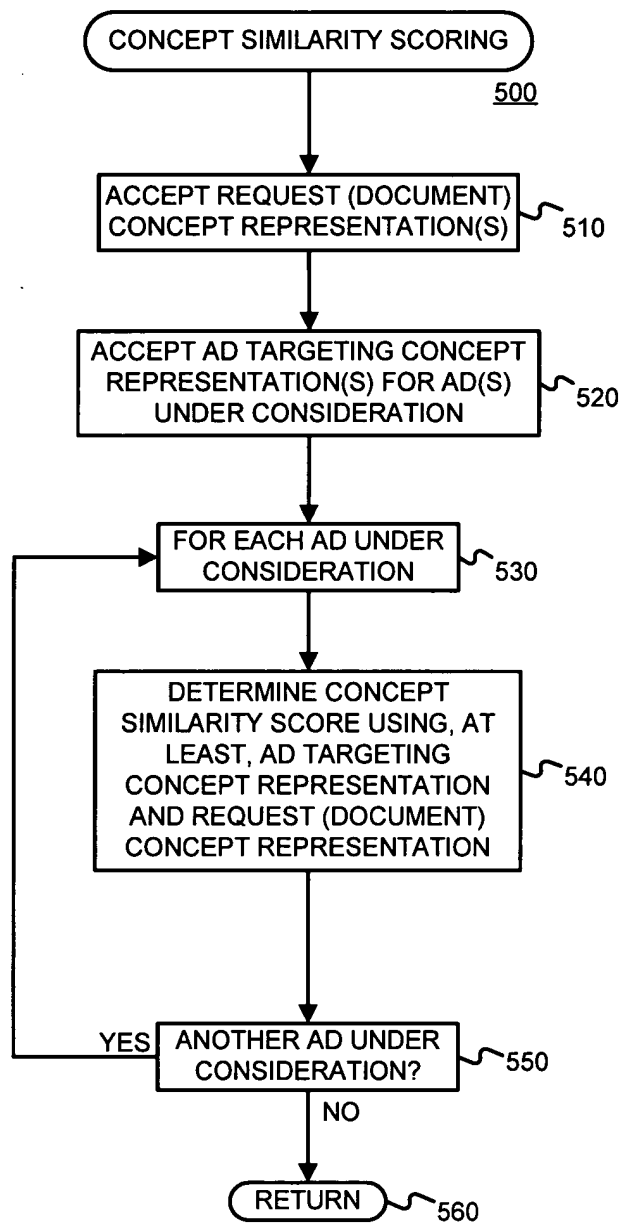 CONCEPT SIMILARITY SCORING
500
ACCEPT REQUEST (DOCUMENT)
CONCEPT REPRESENTATION(S)
510
ACCEPT AD TARGETING CONCEPT
REPRESENTATION(S) FOR AD(S)
UNDER CONSIDERATION
520
FOR EACH AD UNDER
CONSIDERATION
530
DETERMINE CONCEPT
SIMILARITY SCORE USING, AT
LEAST, AD TARGETING
CONCEPT REPRESENTATION
AND REQUEST (DOCUMENT)
CONCEPT REPRESENTATION
540
YES
ANOTHER AD UNDER
CONSIDERATION?
550
NO
RETURN
560